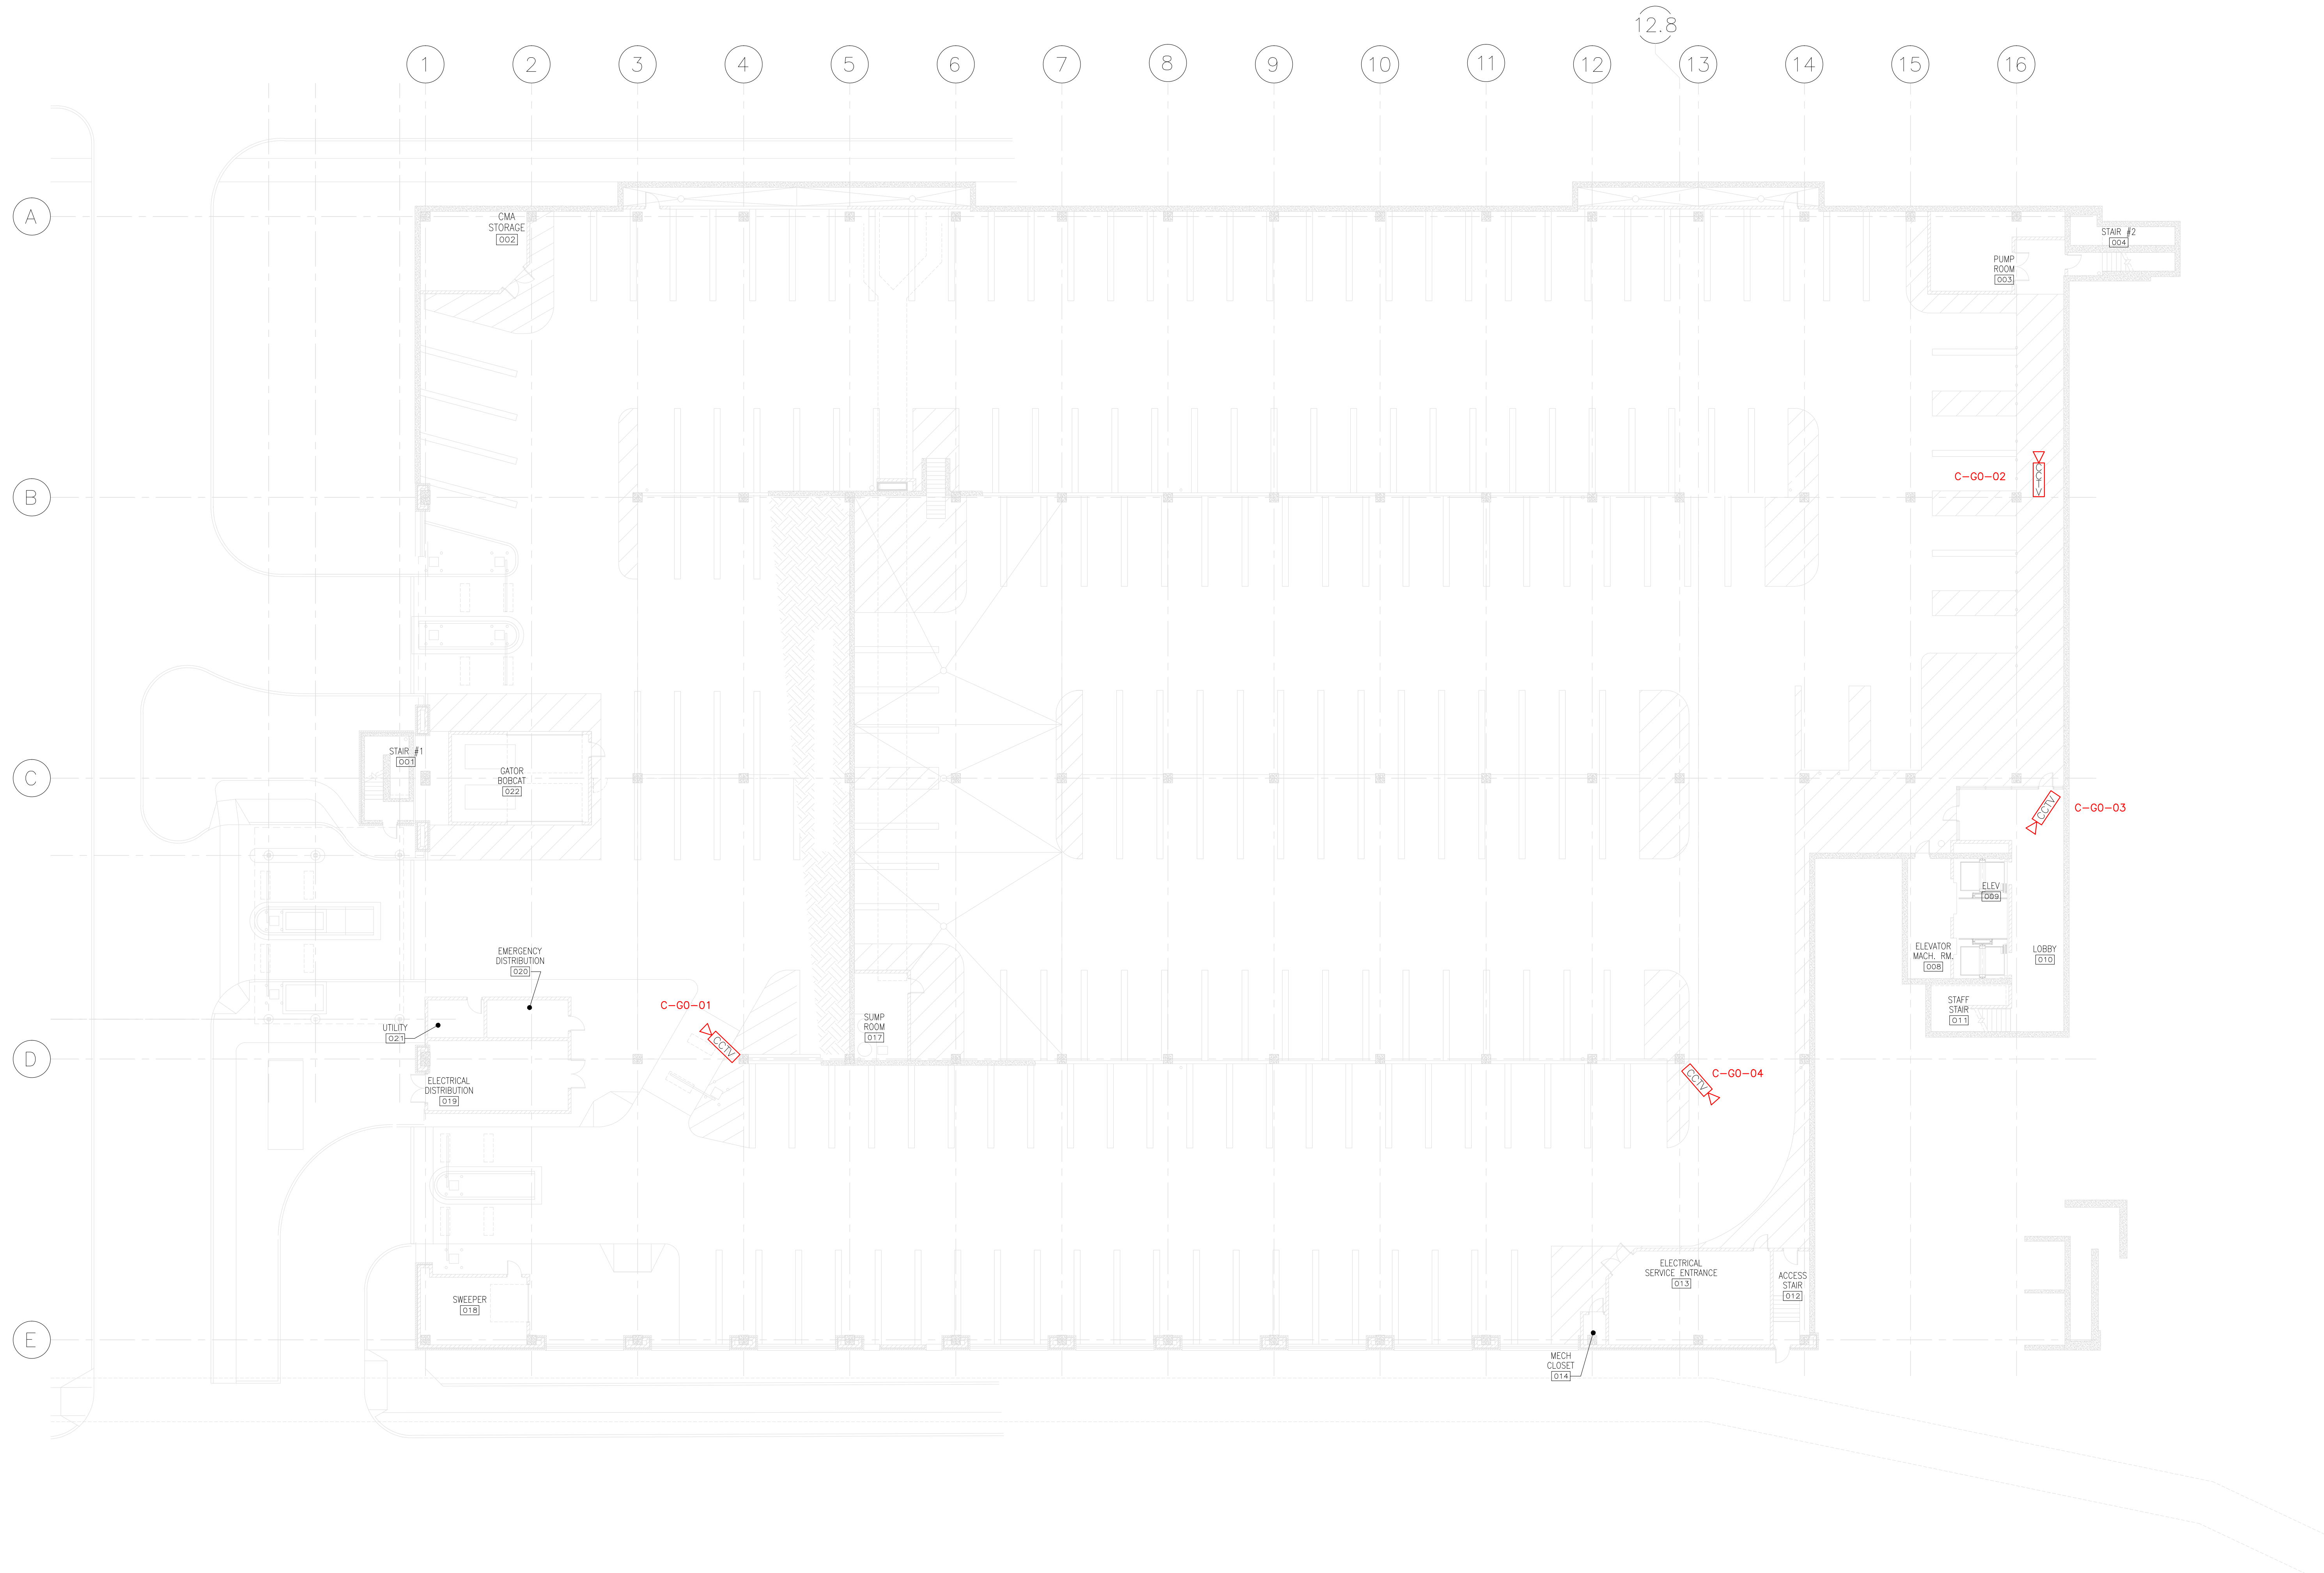 12.8
1 2 3 4 5 6 7 8 9 10 11 12 13 14 15 16
A
CMA
STORAGE
002
STAIR #2
004
PUMP
ROOM
003
B
C-G0-02
CCTV
STAIR #1
001
C
GATOR
BOBCAT
022
C-G0-03
CCTV
ELEV
009
EMERGENCY
DISTRIBUTION
020
ELEVATOR
MACH. RM.
008
LOBBY
010
C-G0-01
CCTV
STAFF
STAIR
011
SUMP
ROOM
017
UTILITY
021
D
C-G0-04
CCTV
ELECTRICAL
DISTRIBUTION
019
ELECTRICAL
SERVICE ENTRANCE
013
ACCESS
STAIR
012
SWEEPER
018
E
MECH
CLOSET
014